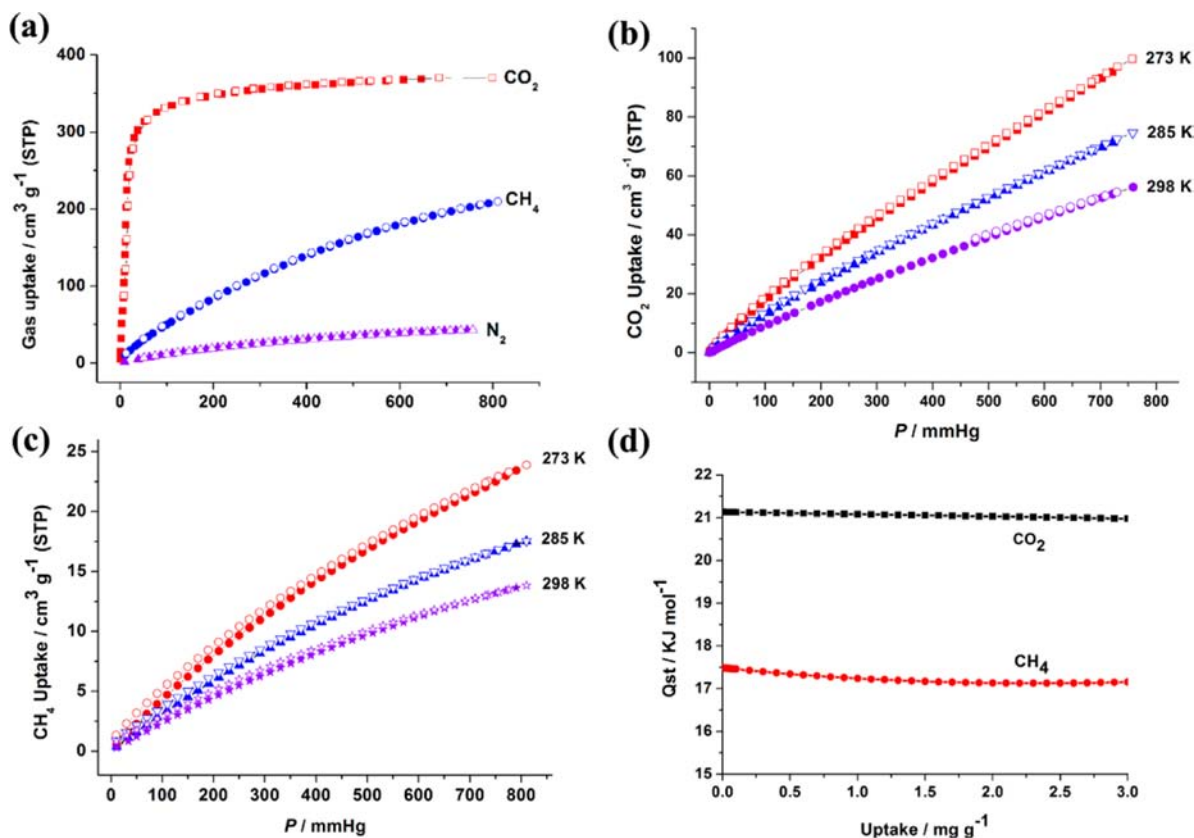 (a)
Gas uptake / cm³ g⁻¹ (STP)
400
300
200
100
0
CO₂
CH₄
N₂
0 200 400 600 800
(b)
CO₂ Uptake / cm³ g⁻¹ (STP)
100
80
60
40
20
0
273 K
285 K
298 K
0 100 200 300 400 500 600 700 800
P / mmHg
(c)
CH₄ Uptake / cm³ g⁻¹ (STP)
25
20
15
10
5
0
273 K
285 K
298 K
0 100 200 300 400 500 600 700 800
P / mmHg
(d)
Qst / KJ mol⁻¹
22
21
20
19
18
17
16
15
CO₂
CH₄
0.0 0.5 1.0 1.5 2.0 2.5 3.0
Uptake / mg g⁻¹